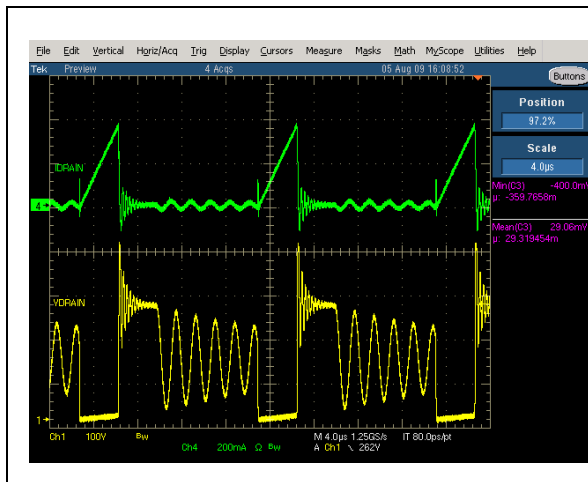 File Edit Vertical Horiz/Acq Trig Display Cursors Measure Masks Math MyScope Utilities Help
Tek Preview 4 Acqs 05 Aug 09 16:08:52
Buttons
Position
97.2%
Scale
4.0µs
IDRAIN
4
Min(C3) -400.0m
µ: -359.7658m
Mean(C3) 29.06mV
µ: 29.319454m
VDRAIN
1
Ch1 100V Bw M 4.0µs 1.25GS/s IT 80.0ps/pt
Ch4 200mA Ω Bw A Ch1 \ 262V